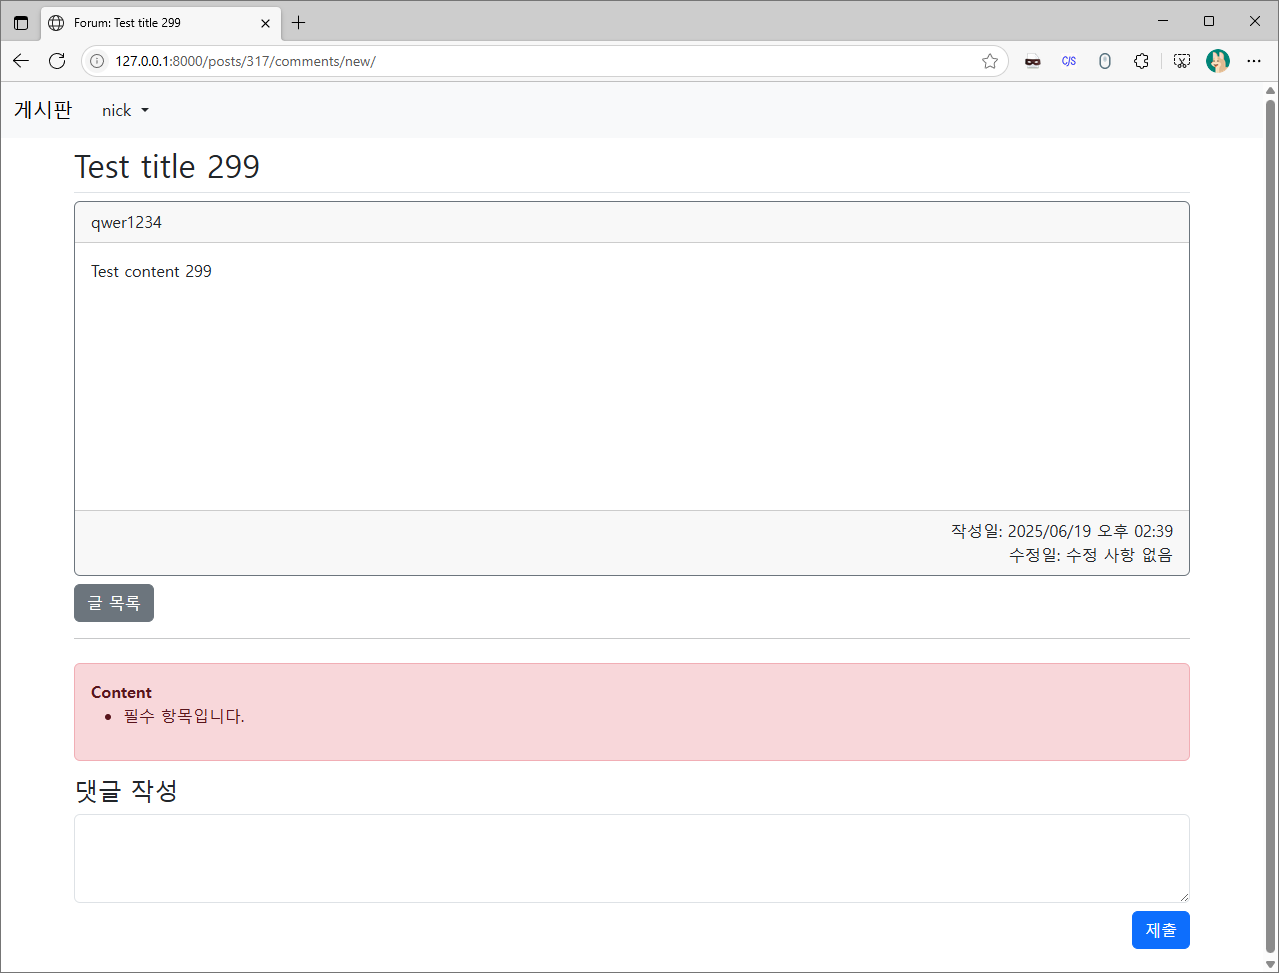 Forum: Test title 299
127.0.0.1:8000/posts/317/comments/new/
C/S
게시판 nick
Test title 299
qwer1234
Test content 299
작성일: 2025/06/19 오후 02:39
수정일: 수정 사항 없음
글 목록
Content
필수 항목입니다.
댓글 작성
제출